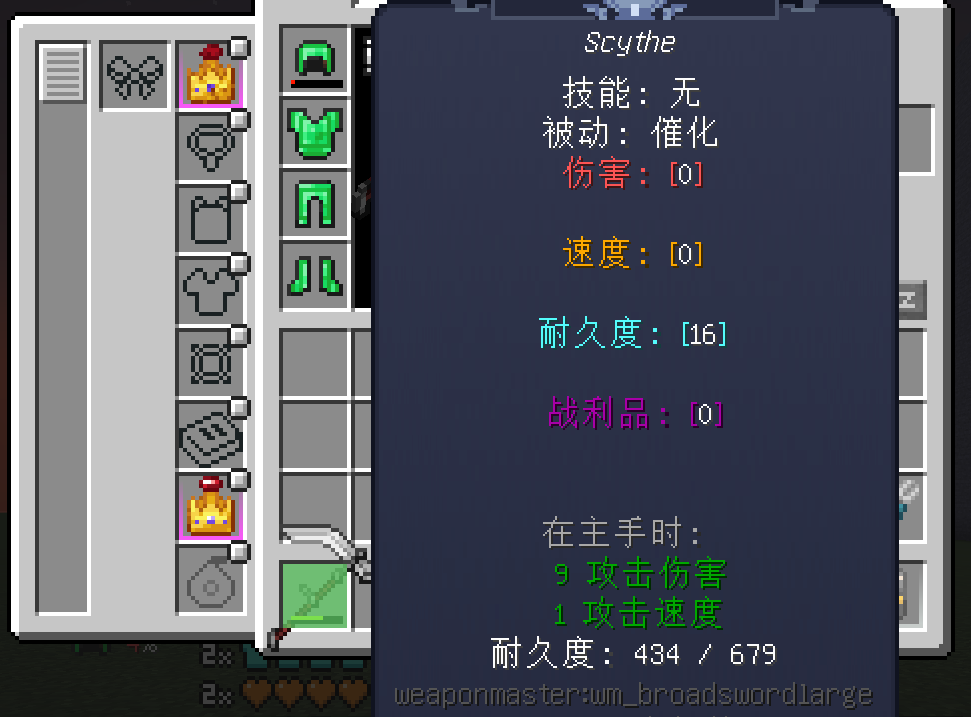 Scythe
技能: 无
被动: 催化
伤害: [0]
速度: [0]
耐久度: [16]
战利品: [0]
在主手时:
9 攻击伤害
1 攻击速度
耐久度: 434 / 679
2x
2x
weaponmaster:wm_broadswordlarge